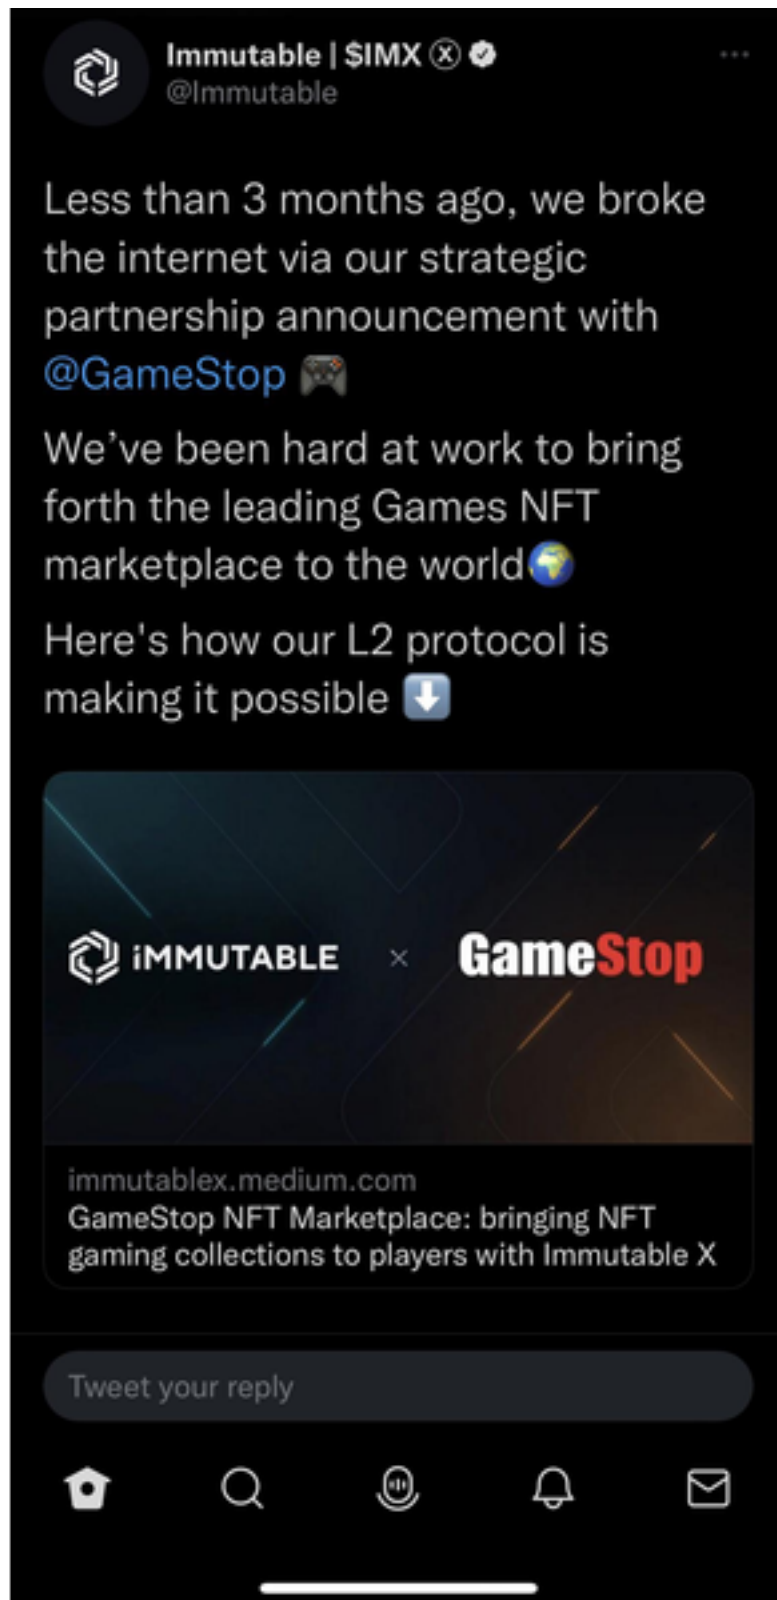 Immutable | $IMX Ⓧ
@Immutable
Less than 3 months ago, we broke
the internet via our strategic
partnership announcement with
@GameStop 🎮
We’ve been hard at work to bring
forth the leading Games NFT
marketplace to the world🌍
Here's how our L2 protocol is
making it possible ⬇️
iMMUTABLE × GameStop
immutablex.medium.com
GameStop NFT Marketplace: bringing NFT
gaming collections to players with Immutable X
Tweet your reply